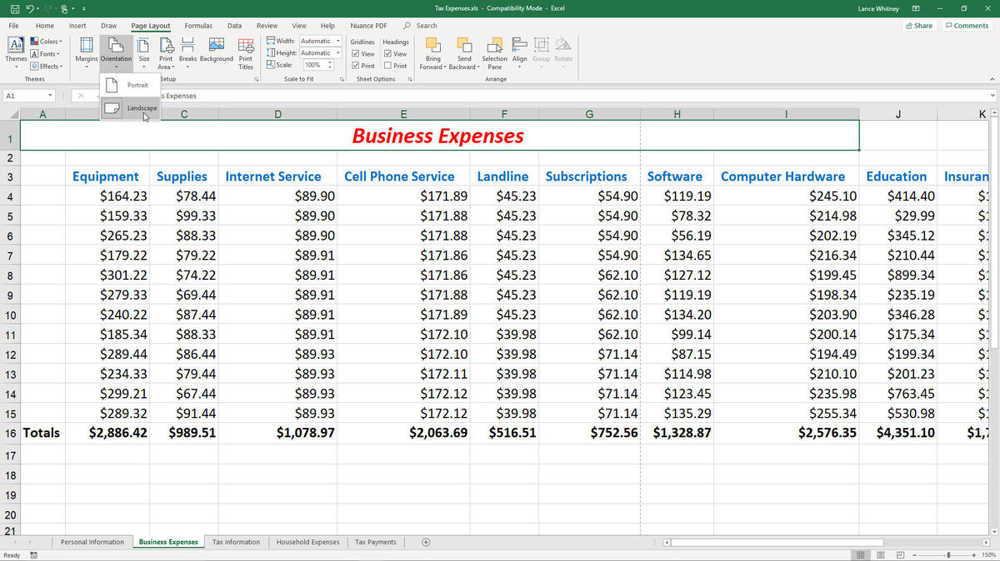 Tax Expenses.xls - Compatibility Mode - Excel
Lance Whitney
File Home Insert Draw Page Layout Formulas Data Review View Help Nuance PDF Search
Share Comments
Themes
Colors
Fonts
Effects
Margins Orientation Size Print Area Breaks Background Print Titles
Width: Automatic
Height: Automatic
Scale: 100%
Gridlines Headings
View View
Print Print
Bring Forward Send Backward Selection Pane Align Group Rotate
Themes Setup Scale to Fit Sheet Options Arrange
Portrait
Landscape
A1 s Expenses
A C D E F G H I J K
1 Business Expenses
2
3 Equipment Supplies Internet Service Cell Phone Service Landline Subscriptions Software Computer Hardware Education Insuran
4 $164.23 $78.44 $89.90 $171.89 $45.23 $54.90 $119.19 $245.10 $414.40 $1
5 $159.33 $99.33 $89.90 $171.88 $45.23 $54.90 $78.32 $214.98 $29.99 $1
6 $265.23 $88.33 $89.90 $171.88 $45.23 $54.90 $56.19 $202.19 $345.12 $1
7 $179.22 $79.22 $89.91 $171.86 $45.23 $54.90 $134.65 $216.34 $210.44 $1
8 $301.22 $74.22 $89.91 $171.86 $45.23 $62.10 $127.12 $199.45 $899.34 $1
9 $279.33 $69.44 $89.91 $171.88 $45.23 $62.10 $119.19 $198.34 $235.19 $1
10 $240.22 $87.44 $89.91 $171.89 $45.23 $62.10 $134.20 $203.90 $346.28 $1
11 $185.34 $88.33 $89.91 $172.10 $39.98 $62.10 $99.14 $200.14 $175.34 $1
12 $289.44 $86.44 $89.93 $172.10 $39.98 $71.14 $87.15 $194.49 $199.34 $1
13 $234.33 $79.44 $89.93 $172.11 $39.98 $71.14 $114.98 $210.10 $201.23 $1
14 $299.21 $67.44 $89.93 $172.12 $39.98 $71.14 $123.45 $235.98 $763.45 $1
15 $289.32 $91.44 $89.93 $172.12 $39.98 $71.14 $135.29 $255.34 $530.98 $1
16 Totals $2,886.42 $989.51 $1,078.97 $2,063.69 $516.51 $752.56 $1,328.87 $2,576.35 $4,351.10 $1,7
17
18
19
20
21
Personal Information Business Expenses Tax Information Household Expenses Tax Payments
Ready 150%